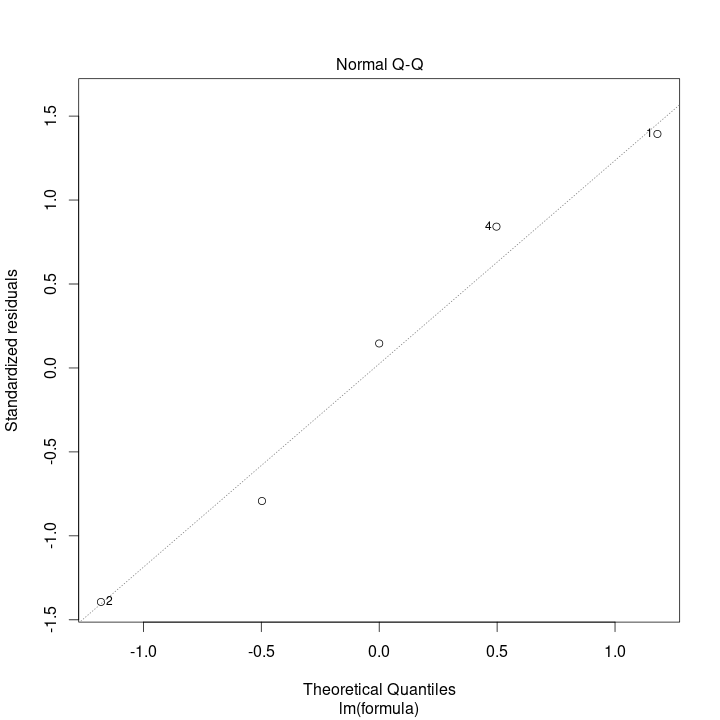 Normal Q-Q
1.5
1.0
0.5
0.0
-0.5
-1.0
-1.5
Standardized residuals
1
4
2
-1.0 -0.5 0.0 0.5 1.0
Theoretical Quantiles
lm(formula)